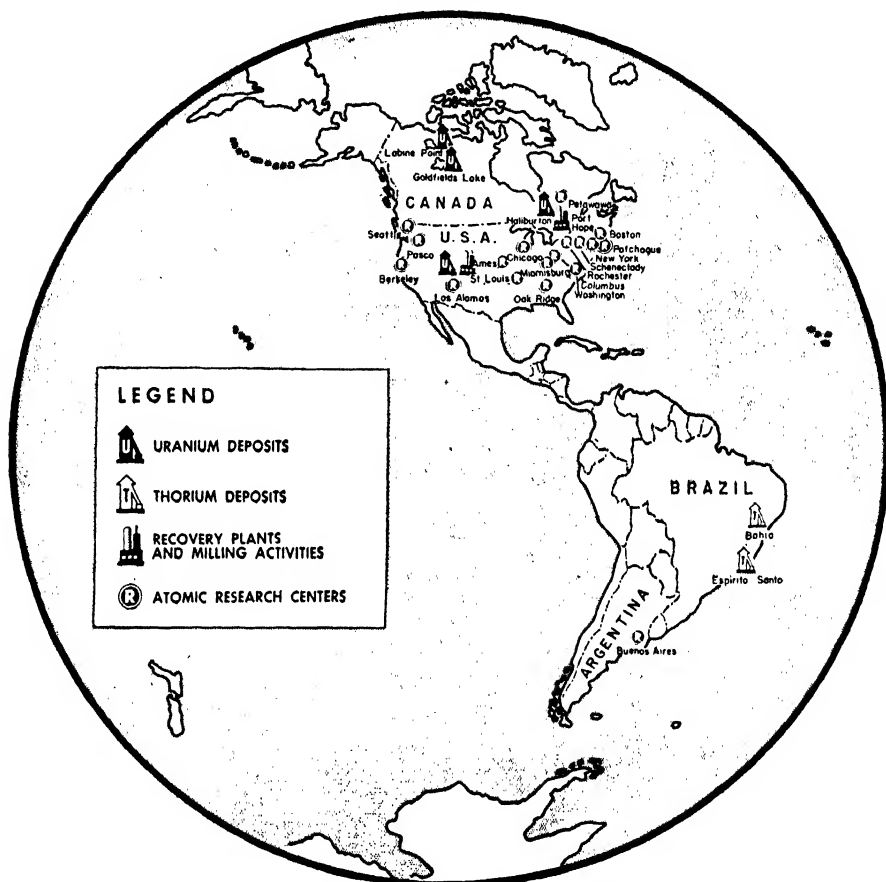 Labine Point
Goldfields Lake
CANADA
Petawawa
Haliburton
Port
Hope
Boston
Seattle
U.S.A.
Patchogue
Pasco
Ames
Chicago
New York
Schenectady
Berkeley
St Louis
Miamisburg
Rochester
Columbus
Los Alamos
Oak Ridge
Washington
LEGEND
U
URANIUM DEPOSITS
T
THORIUM DEPOSITS
RECOVERY PLANTS
AND MILLING ACTIVITIES
R
ATOMIC RESEARCH CENTERS
BRAZIL
Bahia
Espirito Santo
ARGENTINA
Buenos Aires